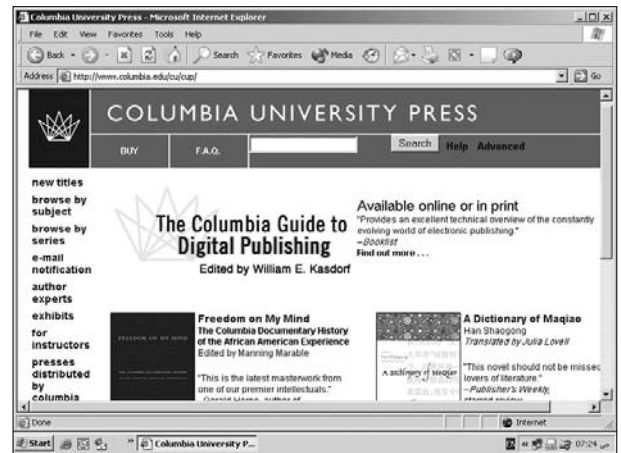 Columbia University Press - Microsoft Internet Explorer
File Edit View Favorites Tools Help
Back Search Favorites Media
Address http://www.columbia.edu/cu/cup/ Go
COLUMBIA UNIVERSITY PRESS
BUY F.A.Q. Search Help Advanced
new titles
browse by
subject
browse by
series
e-mail
notification
author
experts
exhibits
for
instructors
presses
distributed
by
columbia
The Columbia Guide to
Digital Publishing
Edited by William E. Kasdorf
Available online or in print
"Provides an excellent technical overview of the constantly
evolving world of electronic publishing."
–Booklist
Find out more . . .
FREEDOM ON MY MIND
Freedom on My Mind
The Columbia Documentary History
of the African American Experience
Edited by Manning Marable
"This is the latest masterwork from
one of our premier intellectuals."
A Dictionary of Maqiao
A Dictionary of Maqiao
Han Shaogong
Translated by Julia Lovell
"This novel should not be missed
lovers of literature."
–Publisher's Weekly,
Done Internet
Start Columbia University P... 07:24